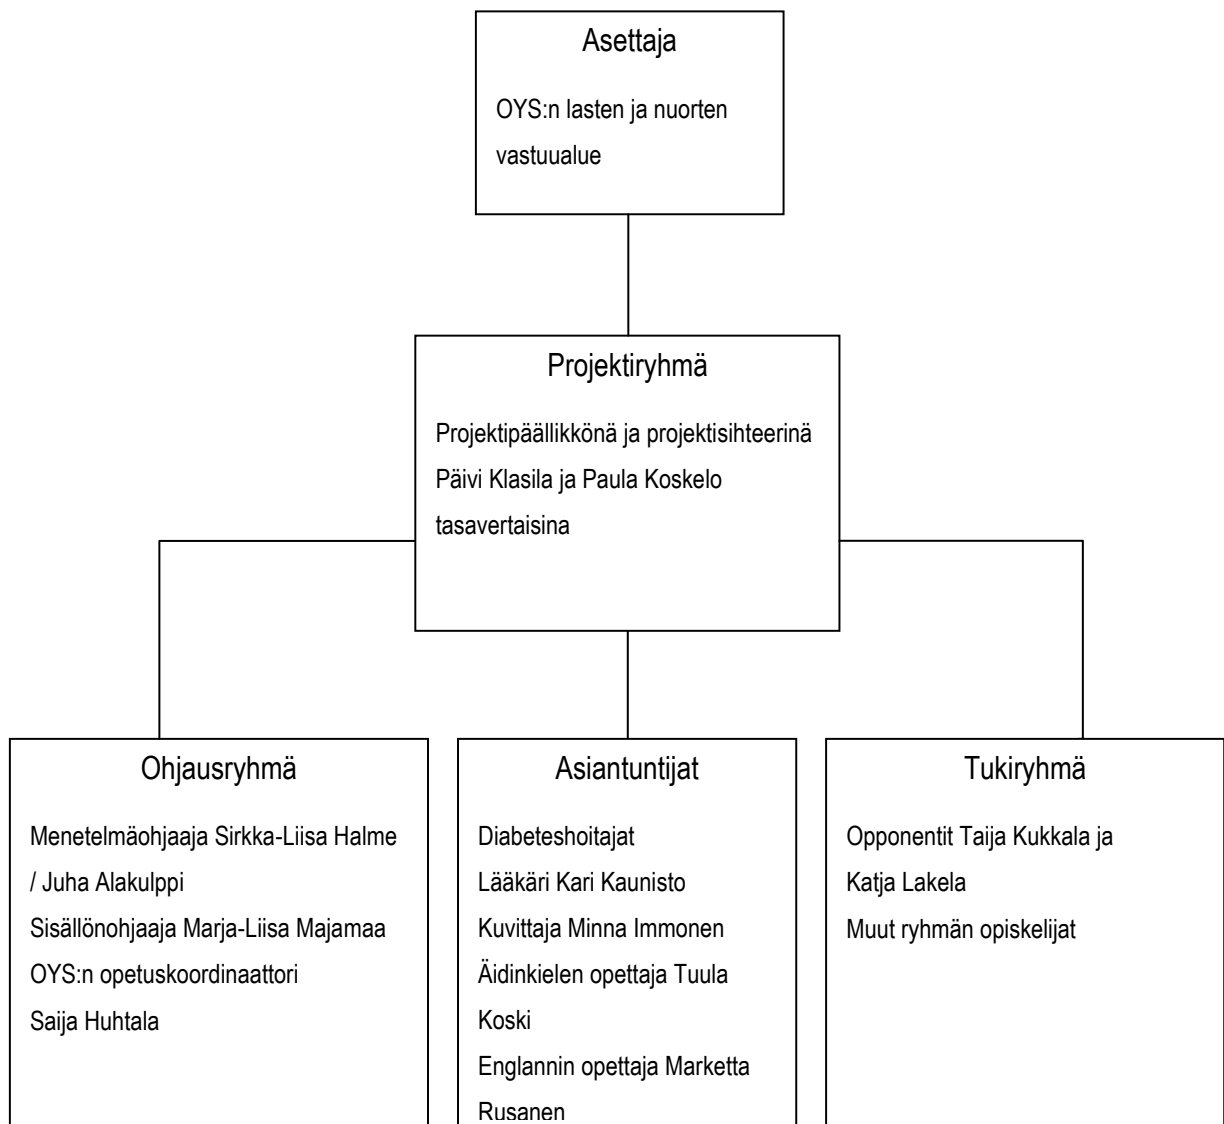 Asettaja
OYS:n lasten ja nuorten
vastuualue
Projektiryhmä
Projektipäällikkönä ja projektisihteerinä
Päivi Klasila ja Paula Koskelo
tasavertaisina
Ohjausryhmä
Menetelmäohjaaja Sirkka-Liisa Halme
/ Juha Alakulppi
Sisällönohjaaja Marja-Liisa Majamaa
OYS:n opetuskoordinaattori
Saija Huhtala
Asiantuntijat
Diabeteshoitajat
Lääkäri Kari Kaunisto
Kuvittaja Minna Immonen
Äidinkielen opettaja Tuula
Koski
Englannin opettaja Marketta
Rusanen
Tukiryhmä
Opponentit Taija Kukkala ja
Katja Lakela
Muut ryhmän opiskelijat